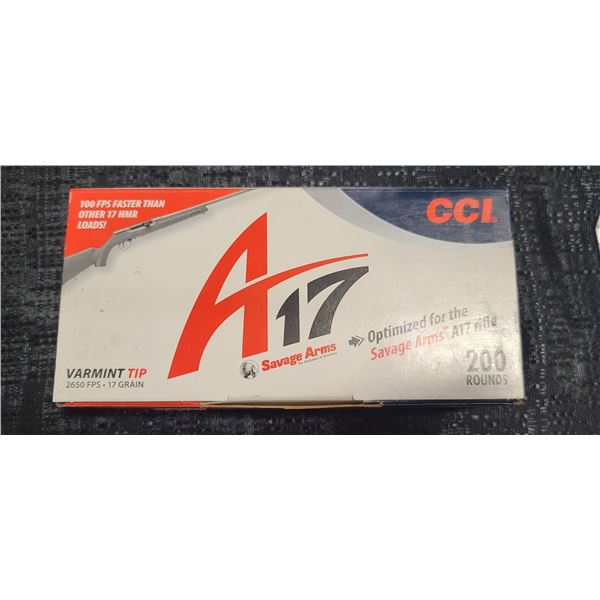 100 FPS FASTER THAN
OTHER 17 HMR
LOADS!
CCI
A17
Savage Arms
Optimized for the
Savage Arms™ A17 rifle
VARMINT TIP
2650 FPS • 17 GRAIN
200
ROUNDS